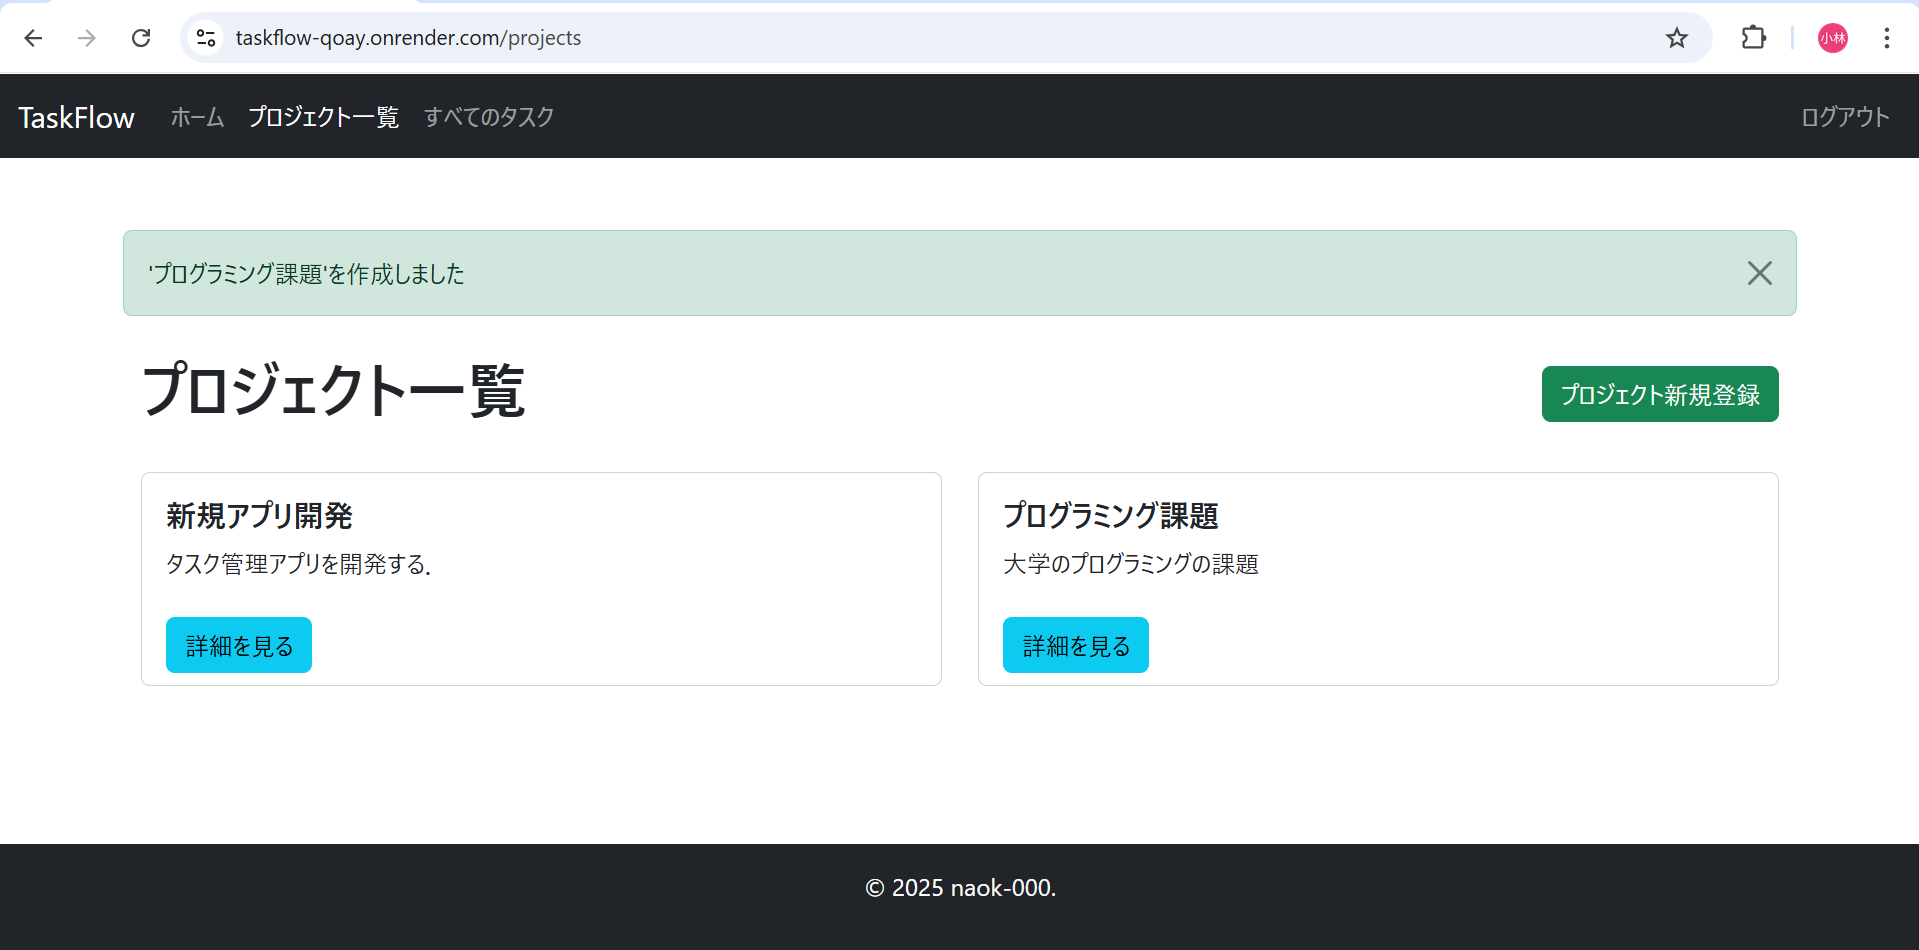 taskflow-qoay.onrender.com/projects
小林
TaskFlow ホーム プロジェクト一覧 すべてのタスク ログアウト
'プログラミング課題'を作成しました
プロジェクト一覧
プロジェクト新規登録
新規アプリ開発
タスク管理アプリを開発する.
詳細を見る
プログラミング課題
大学のプログラミングの課題
詳細を見る
© 2025 naok-000.